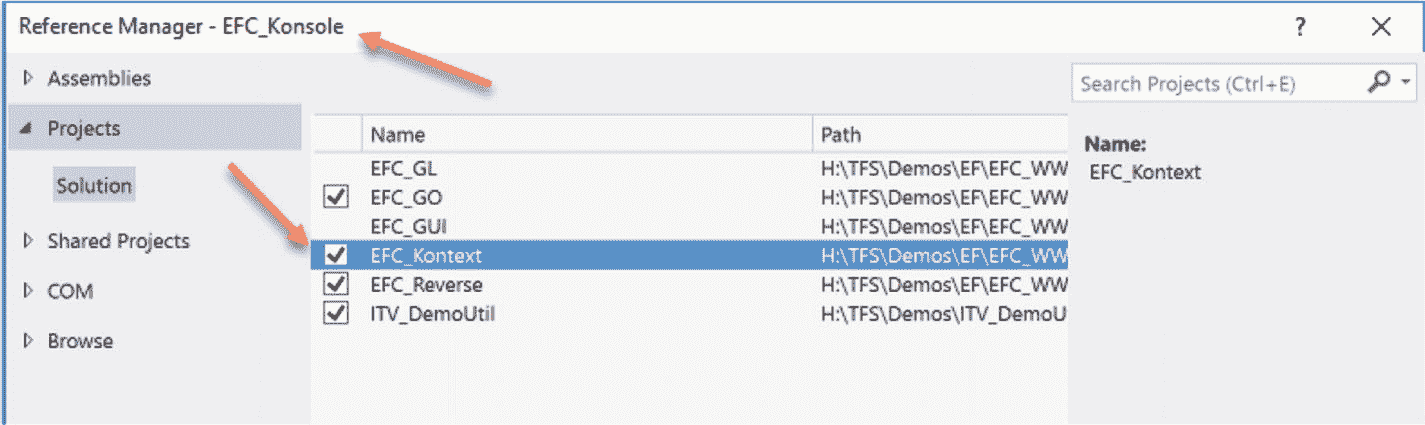 Reference Manager - EFC_Konsole ? ✕
Assemblies
Projects
Solution
Shared Projects
COM
Browse
Name Path
EFC_GL H:\TFS\Demos\EF\EFC_WW
EFC_GO H:\TFS\Demos\EF\EFC_WW
EFC_GUI H:\TFS\Demos\EF\EFC_WW
EFC_Kontext H:\TFS\Demos\EF\EFC_WW
EFC_Reverse H:\TFS\Demos\EF\EFC_WW
ITV_DemoUtil H:\TFS\Demos\ITV_DemoU
Search Projects (Ctrl+E)
Name:
EFC_Kontext